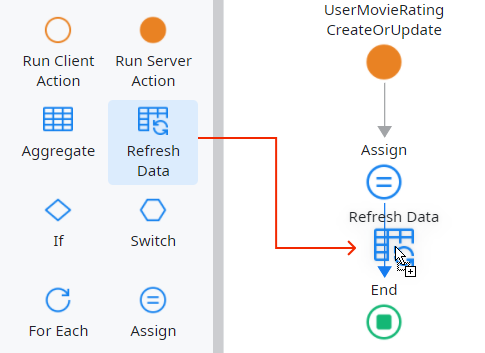 Run Client
Action
Run Server
Action
Aggregate
Refresh
Data
If
Switch
For Each
Assign
UserMovieRating
CreateOrUpdate
Assign
Refresh Data
End